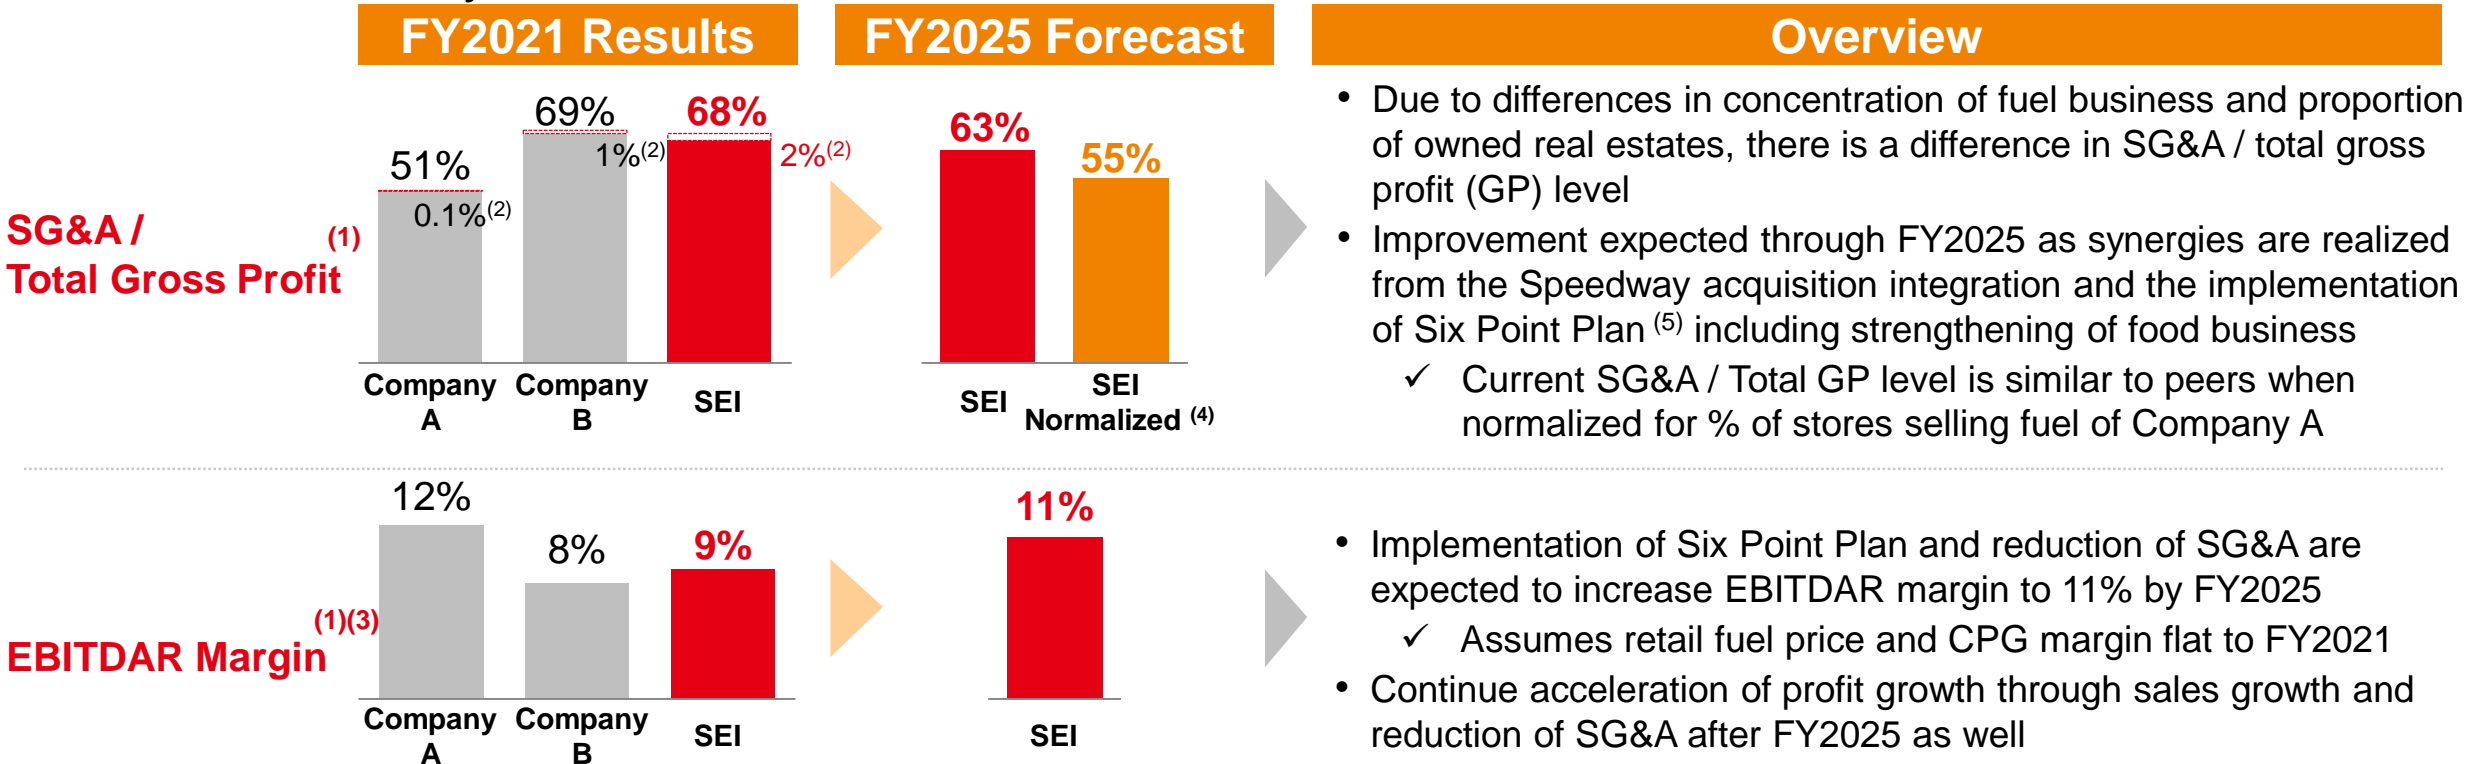 FY2021 Results
FY2025 Forecast
Overview
SG&A /
Total Gross Profit
(1)
51%
0.1%(2)
69%
1%(2)
68%
2%(2)
Company
A
Company
B
SEI
63%
55%
SEI
SEI
Normalized (4)
• Due to differences in concentration of fuel business and proportion
of owned real estates, there is a difference in SG&A / total gross
profit (GP) level
• Improvement expected through FY2025 as synergies are realized
from the Speedway acquisition integration and the implementation
of Six Point Plan (5) including strengthening of food business
✓ Current SG&A / Total GP level is similar to peers when
normalized for % of stores selling fuel of Company A
EBITDAR Margin
(1)(3)
12%
8%
9%
Company
A
Company
B
SEI
11%
SEI
• Implementation of Six Point Plan and reduction of SG&A are
expected to increase EBITDAR margin to 11% by FY2025
✓ Assumes retail fuel price and CPG margin flat to FY2021
• Continue acceleration of profit growth through sales growth and
reduction of SG&A after FY2025 as well